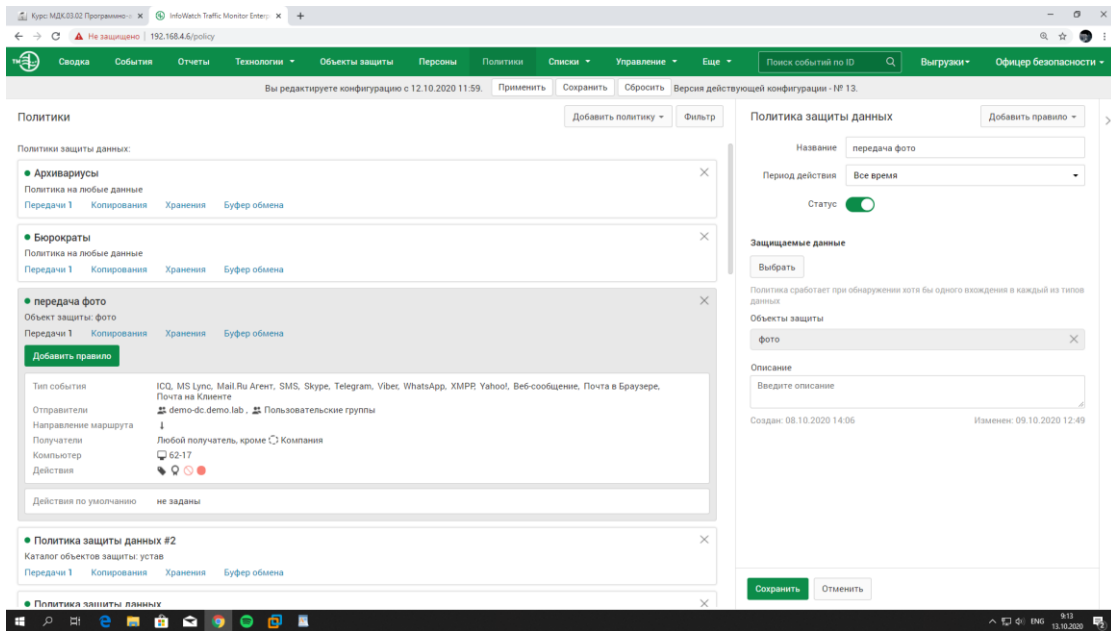 Курс: МДК.03.02 Программно-а
InfoWatch Traffic Monitor Enterp
Не защищено | 192.168.4.6/policy
Сводка События Отчеты Технологии Объекты защиты Персоны Политики Списки Управление Еще Поиск событий по ID Выгрузки Офицер безопасности
Вы редактируете конфигурацию с 12.10.2020 11:59. Применить Сохранить Сбросить Версия действующей конфигурации - № 13.
Политики Добавить политику Фильтр
Политики защиты данных:
Архивариусы
Политика на любые данные
Передачи 1 Копирования Хранения Буфер обмена
Бюрократы
Политика на любые данные
Передачи 1 Копирования Хранения Буфер обмена
передача фото
Объект защиты: фото
Передачи 1 Копирования Хранения Буфер обмена
Добавить правило
Тип события ICQ, MS Lync, Mail.Ru Агент, SMS, Skype, Telegram, Viber, WhatsApp, XMPP, Yahoo!, Веб-сообщение, Почта в Браузере,
Почта на Клиенте
Отправители demo-dc.demo.lab , Пользовательские группы
Направление маршрута
Получатели Любой получатель, кроме Компания
Компьютер 62-17
Действия
Действия по умолчанию не заданы
Политика защиты данных #2
Каталог объектов защиты: устав
Передачи 1 Копирования Хранения Буфер обмена
Политика защиты данных
Политика защиты данных Добавить правило
Название передача фото
Период действия Все время
Статус
Защищаемые данные
Выбрать
Политика сработает при обнаружении хотя бы одного вхождения в каждый из типов
данных
Объекты защиты
фото
Описание
Введите описание
Создан: 08.10.2020 14:06 Изменен: 09.10.2020 12:49
Сохранить Отменить
ENG 9:13
13.10.2020